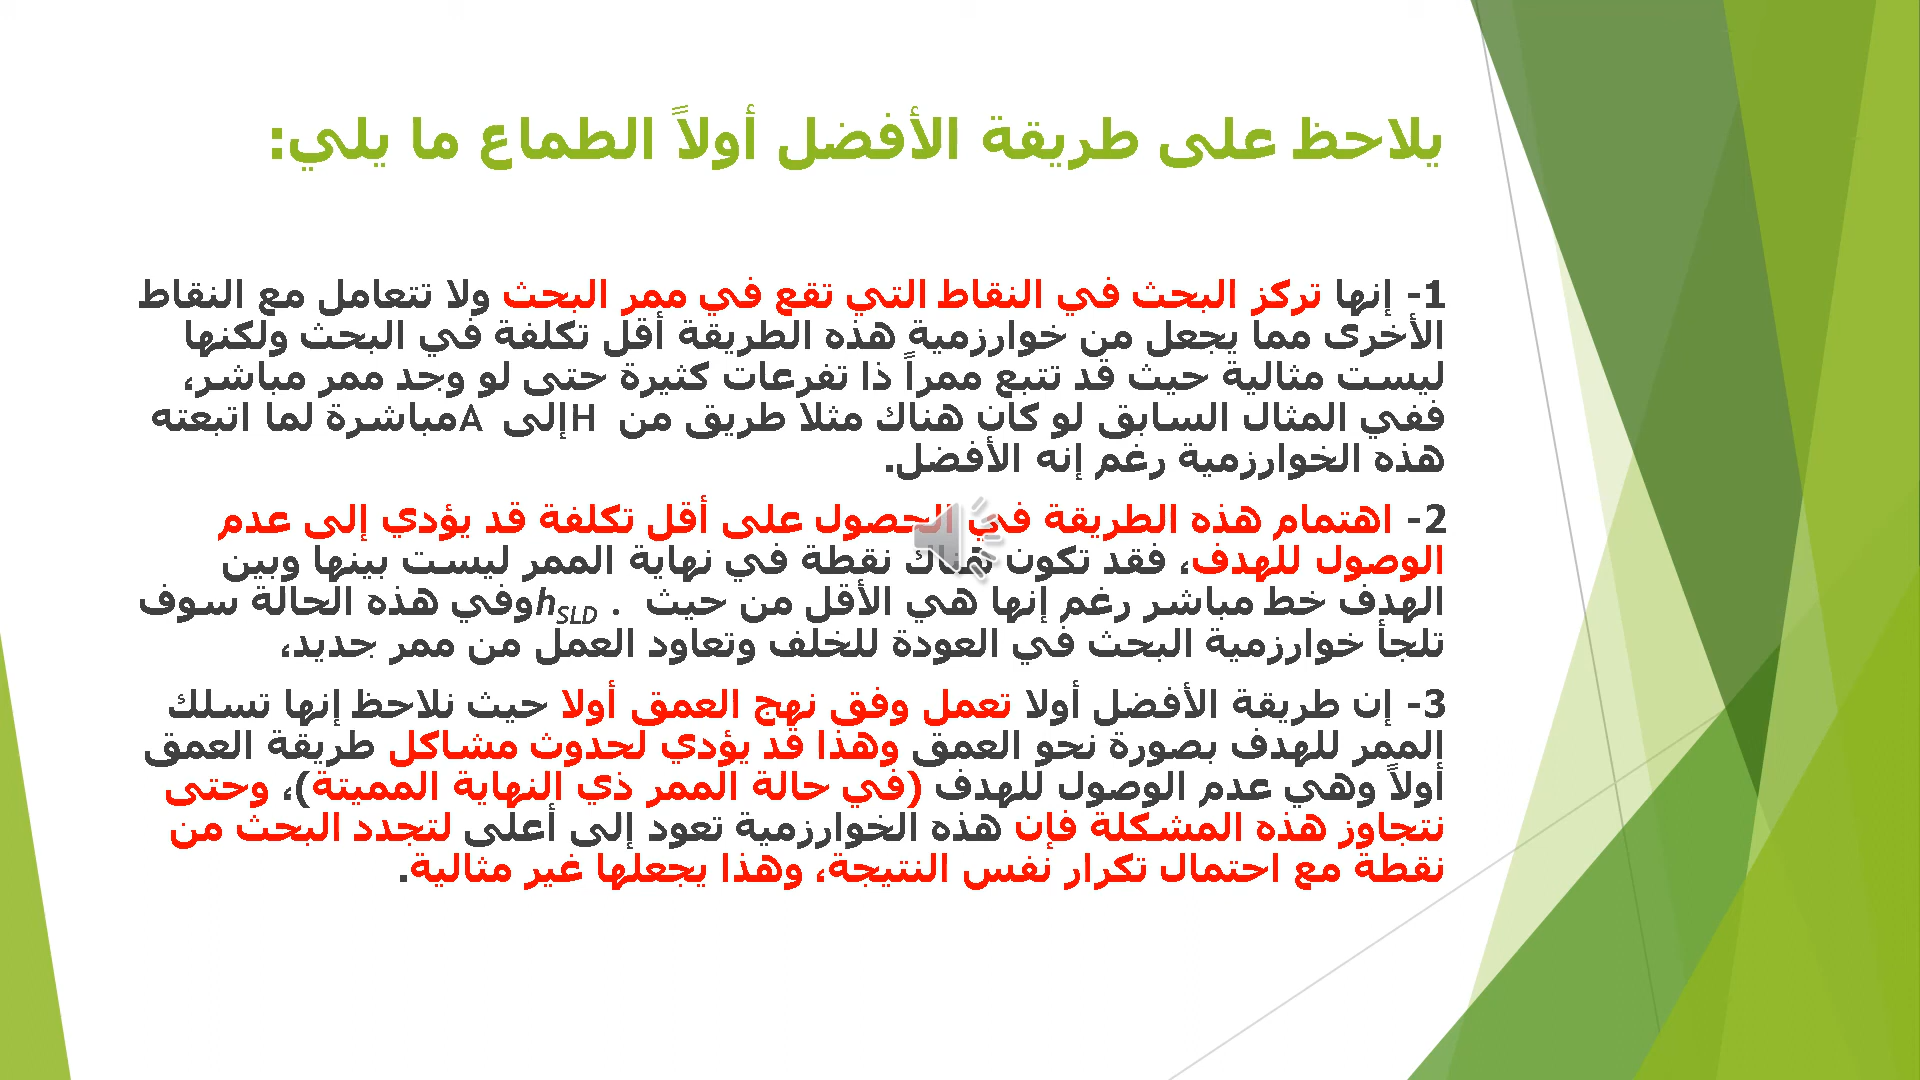 يلاحظ على طريقة الأفضل أولاً الطماع ما يلي:
1- إنها تركز البحث في النقاط التي تقع في ممر البحث ولا تتعامل مع النقاط
الأخرى مما يجعل من خوارزمية هذه الطريقة أقل تكلفة في البحث ولكنها
ليست مثالية حيث قد تتبع ممراً ذا تفرعات كثيرة حتى لو وجد ممر مباشر،
ففي المثال السابق لو كان هناك مثلا طريق من H إلى A مباشرة لما اتبعته
هذه الخوارزمية رغم إنه الأفضل.
2- اهتمام هذه الطريقة في الحصول على أقل تكلفة قد يؤدي إلى عدم
الوصول للهدف، فقد تكون هناك نقطة في نهاية الممر ليست بينها وبين
الهدف خط مباشر رغم إنها هي الأقل من حيث hSLD . وفي هذه الحالة سوف
تلجأ خوارزمية البحث في العودة للخلف وتعاود العمل من ممر جديد،
3- إن طريقة الأفضل أولا تعمل وفق نهج العمق أولا حيث نلاحظ إنها تسلك
الممر للهدف بصورة نحو العمق وهذا قد يؤدي لحدوث مشاكل طريقة العمق
أولاً وهي عدم الوصول للهدف (في حالة الممر ذي النهاية المميتة)، وحتى
نتجاوز هذه المشكلة فإن هذه الخوارزمية تعود إلى أعلى لتجدد البحث من
نقطة مع احتمال تكرار نفس النتيجة، وهذا يجعلها غير مثالية.